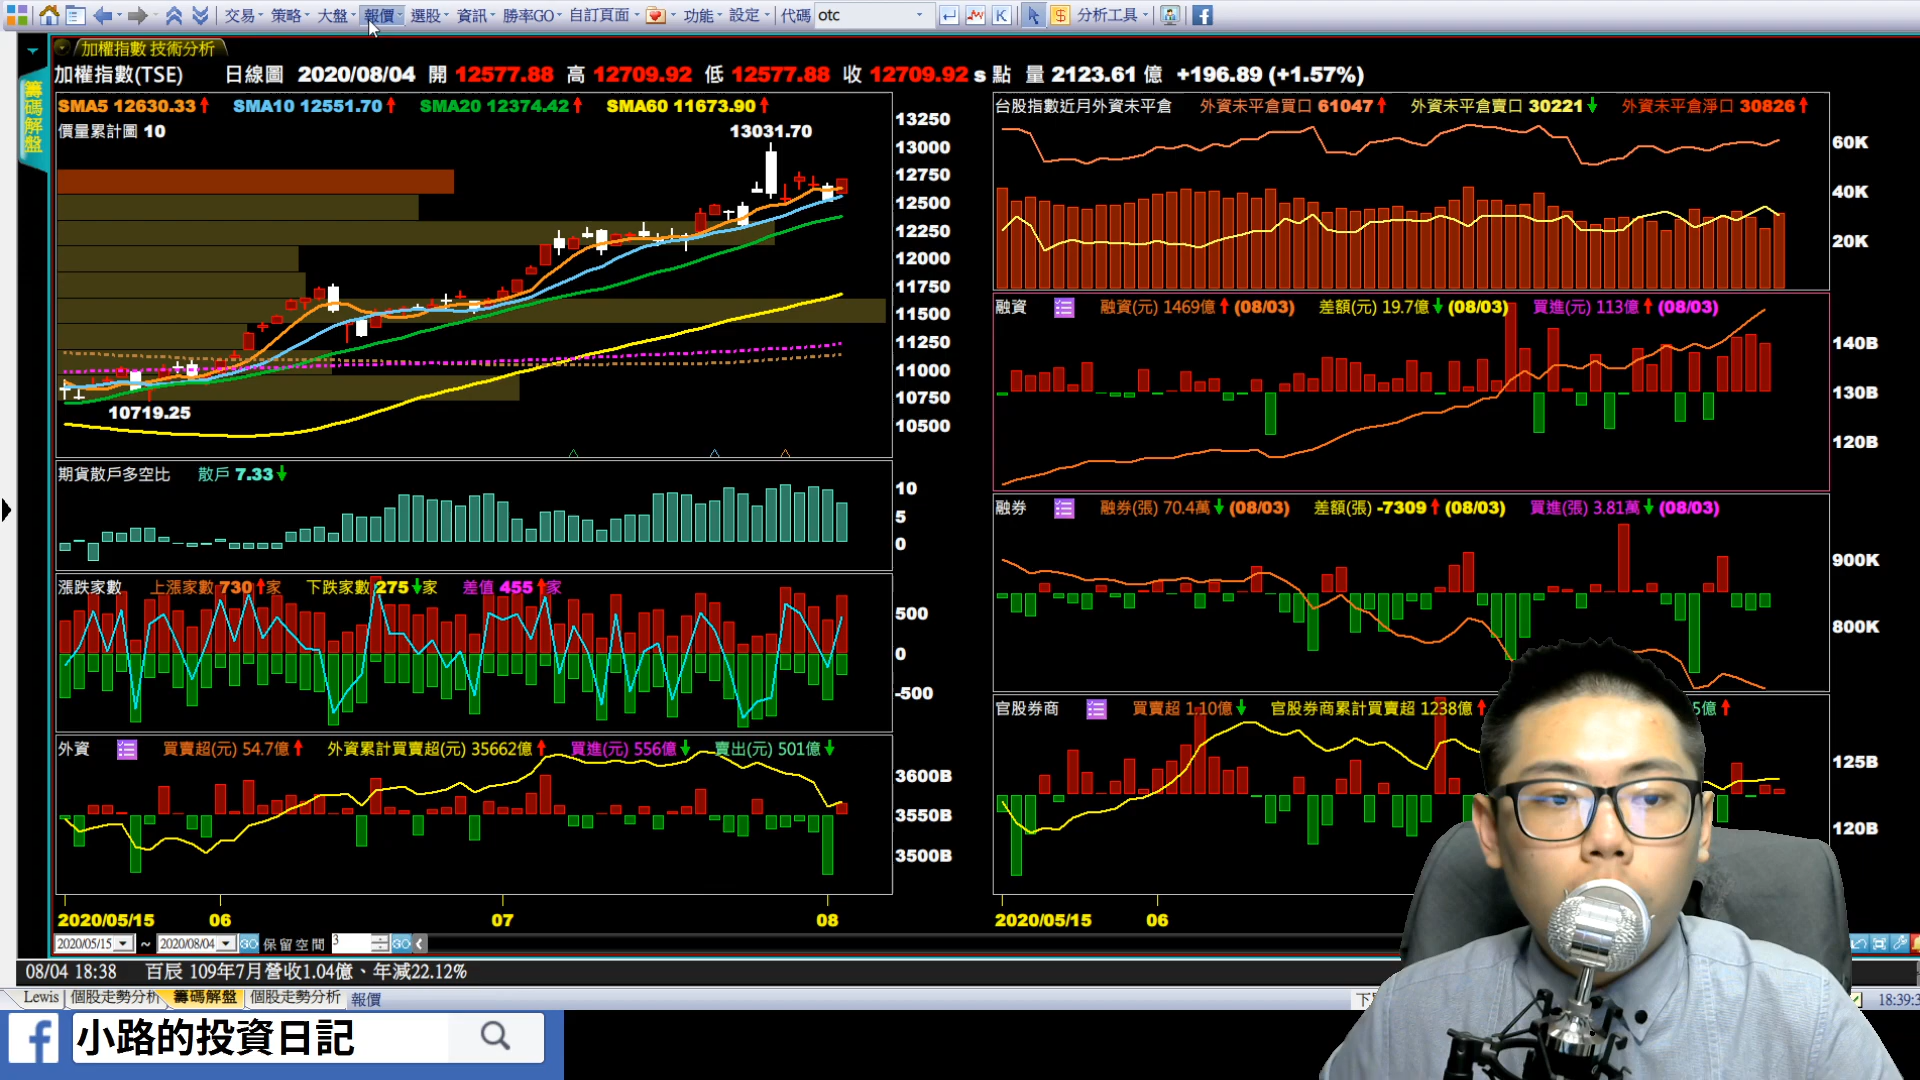 交易 策略 大盤 報價 選股 資訊 勝率GO 自訂頁面 功能 設定 代碼 otc K $ 分析工具
加權指數 技術分析
加權指數(TSE) 日線圖 2020/08/04 開 12577.88 高 12709.92 低 12577.88 收 12709.92 s 點 量 2123.61 億 +196.89 (+1.57%)
籌碼解盤
SMA5 12630.33 SMA10 12551.70 SMA20 12374.42 SMA60 11673.90
價量累計圖 10
13031.70
10719.25
13250
13000
12750
12500
12250
12000
11750
11500
11250
11000
10750
10500
期貨散戶多空比 散戶 7.33
10
5
0
漲跌家數 上漲家數 730 家 下跌家數 275 家 差值 455 家
500
0
-500
外資 買賣超(元) 54.7億 外資累計買賣超(元) 35662億 買進(元) 556億 賣出(元) 501億
3600B
3550B
3500B
2020/05/15 06 07 08
台股指數近月外資未平倉 外資未平倉買口 61047 外資未平倉賣口 30221 外資未平倉淨口 30826
60K
40K
20K
融資 融資(元) 1469億 (08/03) 差額(元) 19.7億 (08/03) 買進(元) 113億 (08/03)
140B
130B
120B
融券 融券(張) 70.4萬 (08/03) 差額(張) -7309 (08/03) 買進(張) 3.81萬 (08/03)
900K
800K
官股券商 買賣超 1.10億 官股券商累計買賣超 1238億 5億
125B
120B
2020/05/15 06
2020/05/15 ~ 2020/08/04 GO 保留空間 3 GO
08/04 18:38 百辰 109年7月營收1.04億、年減22.12%
Lewis 個股走勢分析 籌碼解盤 個股走勢分析 報價
18:39:3
小路的投資日記